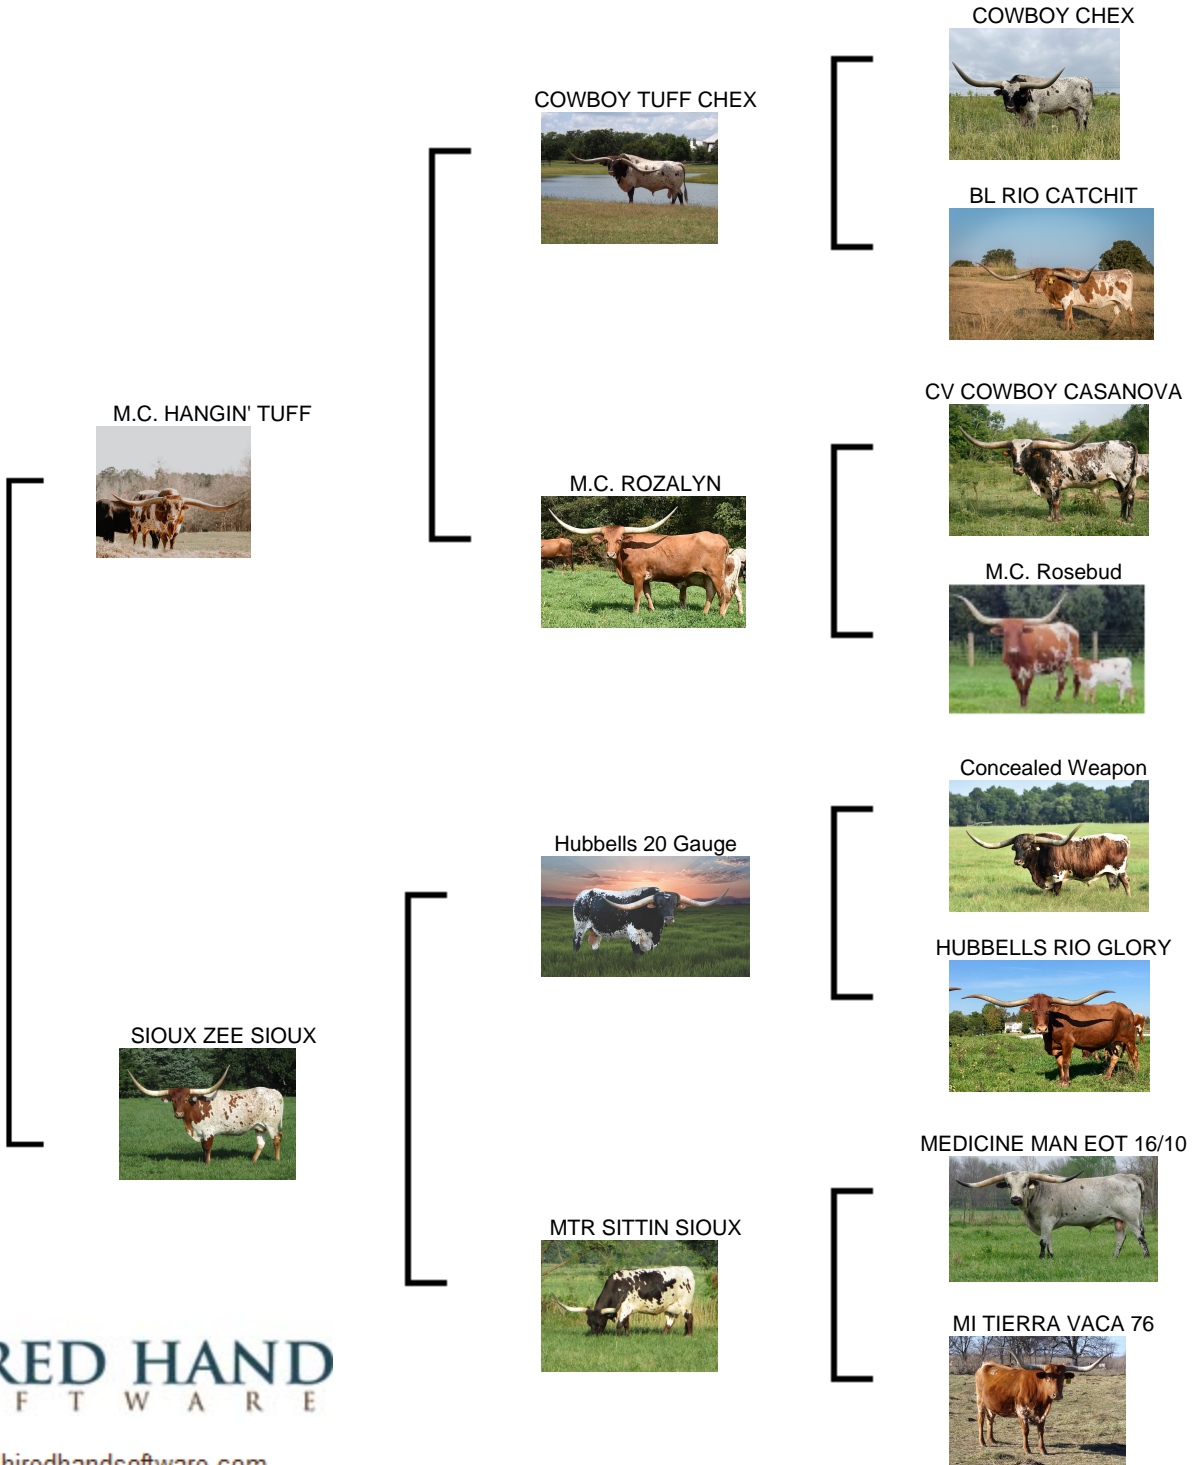 COWBOY CHEX
COWBOY TUFF CHEX
BL RIO CATCHIT
CV COWBOY CASANOVA
M.C. HANGIN' TUFF
M.C. ROZALYN
M.C. Rosebud
Concealed Weapon
Hubbells 20 Gauge
HUBBELLS RIO GLORY
SIOUX ZEE SIOUX
MEDICINE MAN EOT 16/10
MTR SITTIN SIOUX
MI TIERRA VACA 76
RED HAND
F T W A R E
hiredhandsoftware.com